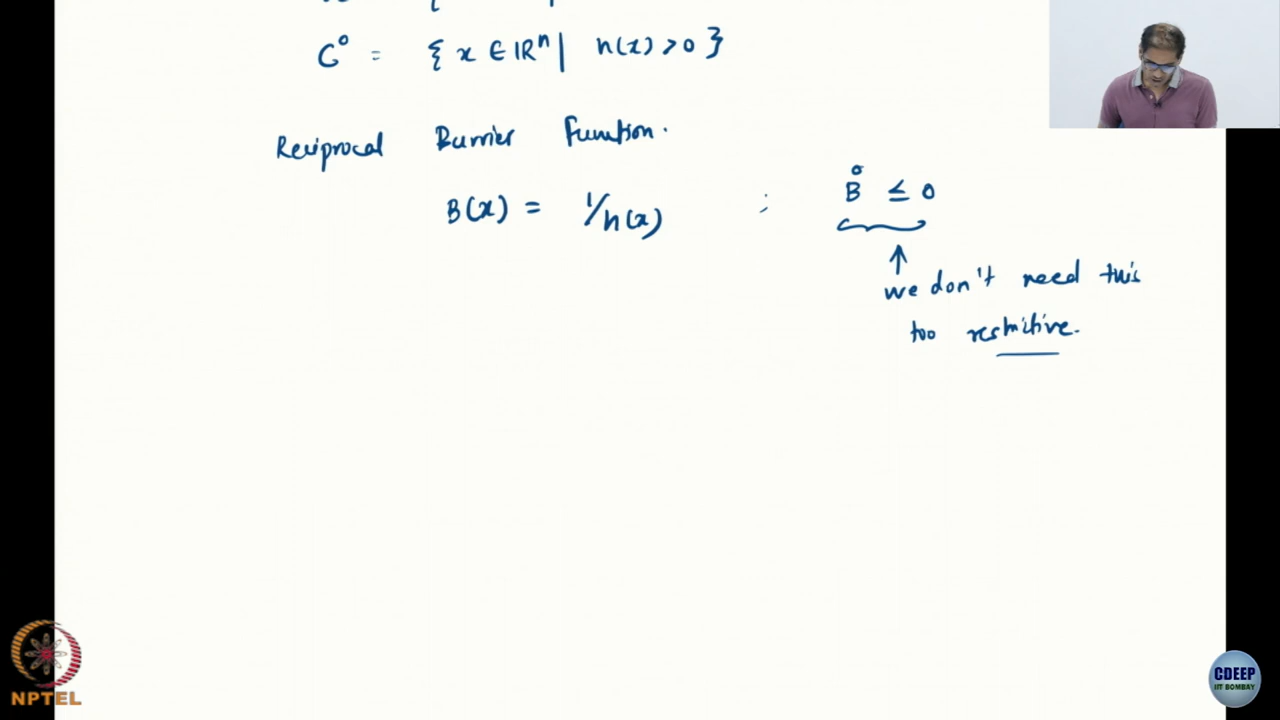 C° = { x ∈ ℝⁿ | h(x) > 0 }
Reciprocal Barrier Function.
B(x) = 1/h(x) ; Ḃ ≤ 0
↑
we don't need this
too restrictive.
NPTEL
CDEEP
IIT BOMBAY